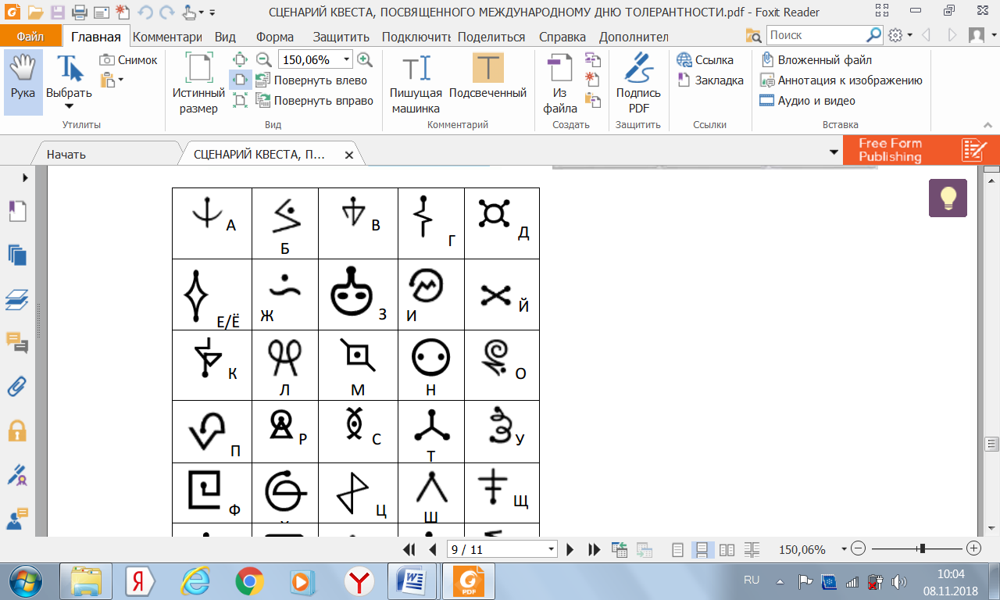 СЦЕНАРИЙ КВЕСТА, ПОСВЯЩЕННОГО МЕЖДУНАРОДНОМУ ДНЮ ТОЛЕРАНТНОСТИ.pdf - Foxit Reader
Файл Главная Комментари Вид Форма Защитить Подключить Поделиться Справка Дополнител Поиск
Рука
Выбрать
Снимок
Утилиты
Истинный размер
150,06%
Повернуть влево
Повернуть вправо
Вид
Пишущая машинка
Подсвеченный
Комментарий
Из файла
Создать
Подпись PDF
Защитить
Ссылка
Закладка
Ссылки
Вложенный файл
Аннотация к изображению
Аудио и видео
Вставка
Начать СЦЕНАРИЙ КВЕСТА, П...
Free Form
Publishing
А Б В Г Д
Е/Ё Ж З И Й
К Л М Н О
П Р С Т У
Ф Ц Ш Щ
9 / 11 150,06%
RU 10:04
08.11.2018
PDF